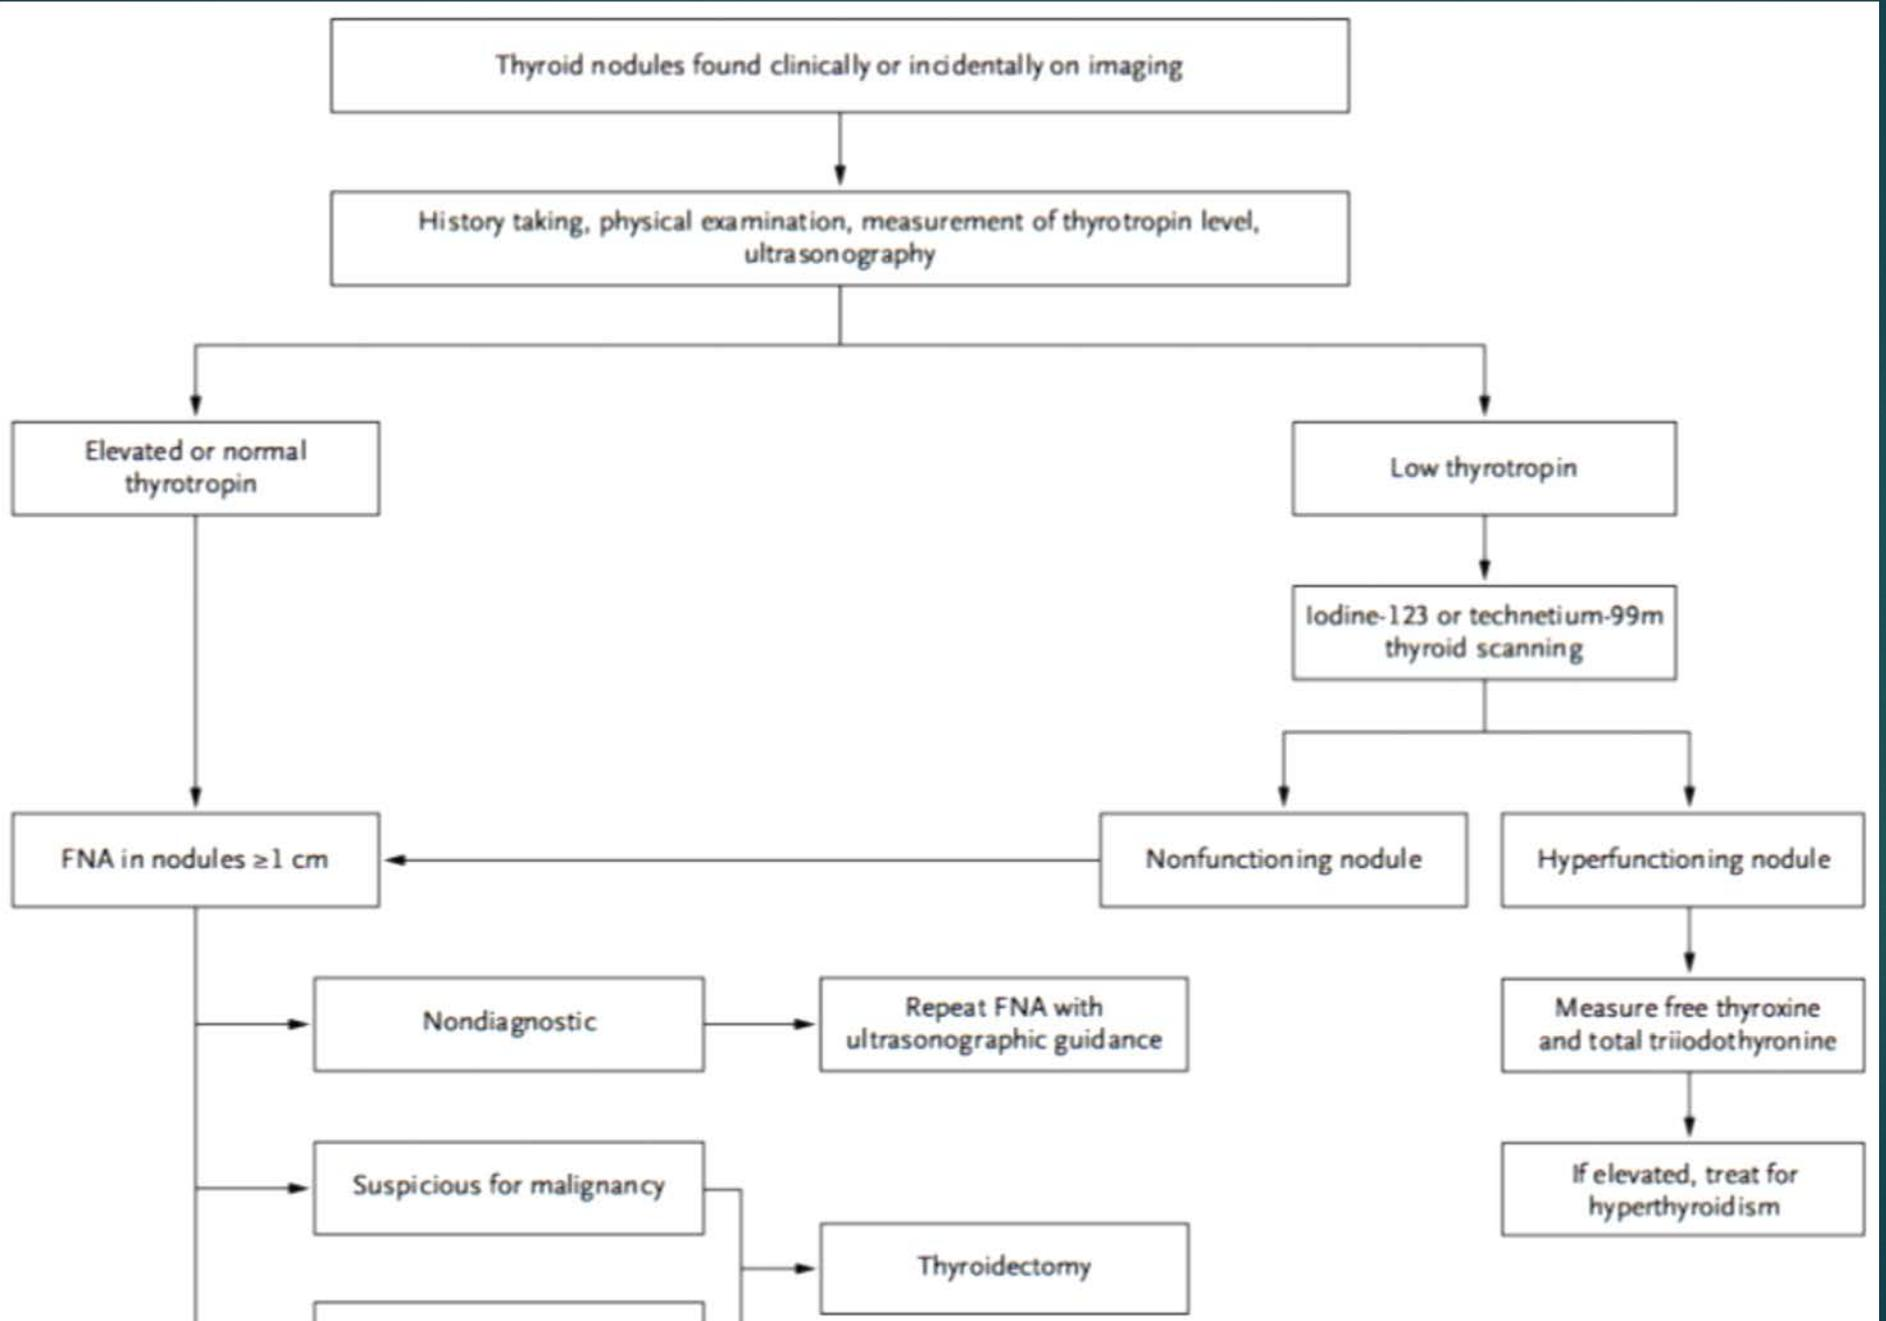 Thyroid nodules found clinically or incidentally on imaging
History taking, physical examination, measurement of thyrotropin level,
ultrasonography
Elevated or normal
thyrotropin
Low thyrotropin
Iodine-123 or technetium-99m
thyroid scanning
FNA in nodules ≥1 cm
Nonfunctioning nodule
Hyperfunctioning nodule
Nondiagnostic
Repeat FNA with
ultrasonographic guidance
Measure free thyroxine
and total triiodothyronine
Suspicious for malignancy
If elevated, treat for
hyperthyroidism
Thyroidectomy